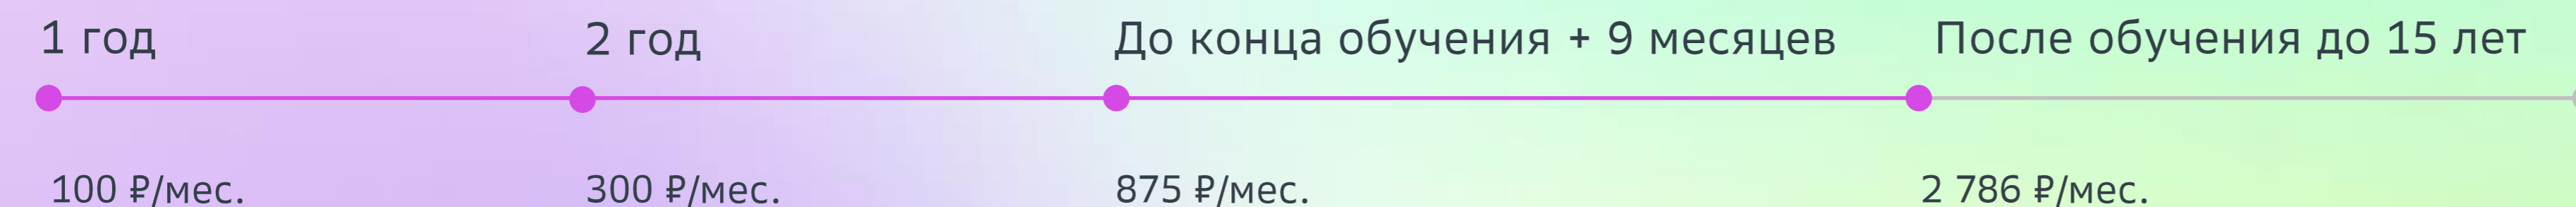 1 год 2 год До конца обучения + 9 месяцев После обучения до 15 лет
100 ₽/мес. 300 ₽/мес. 875 ₽/мес. 2 786 ₽/мес.